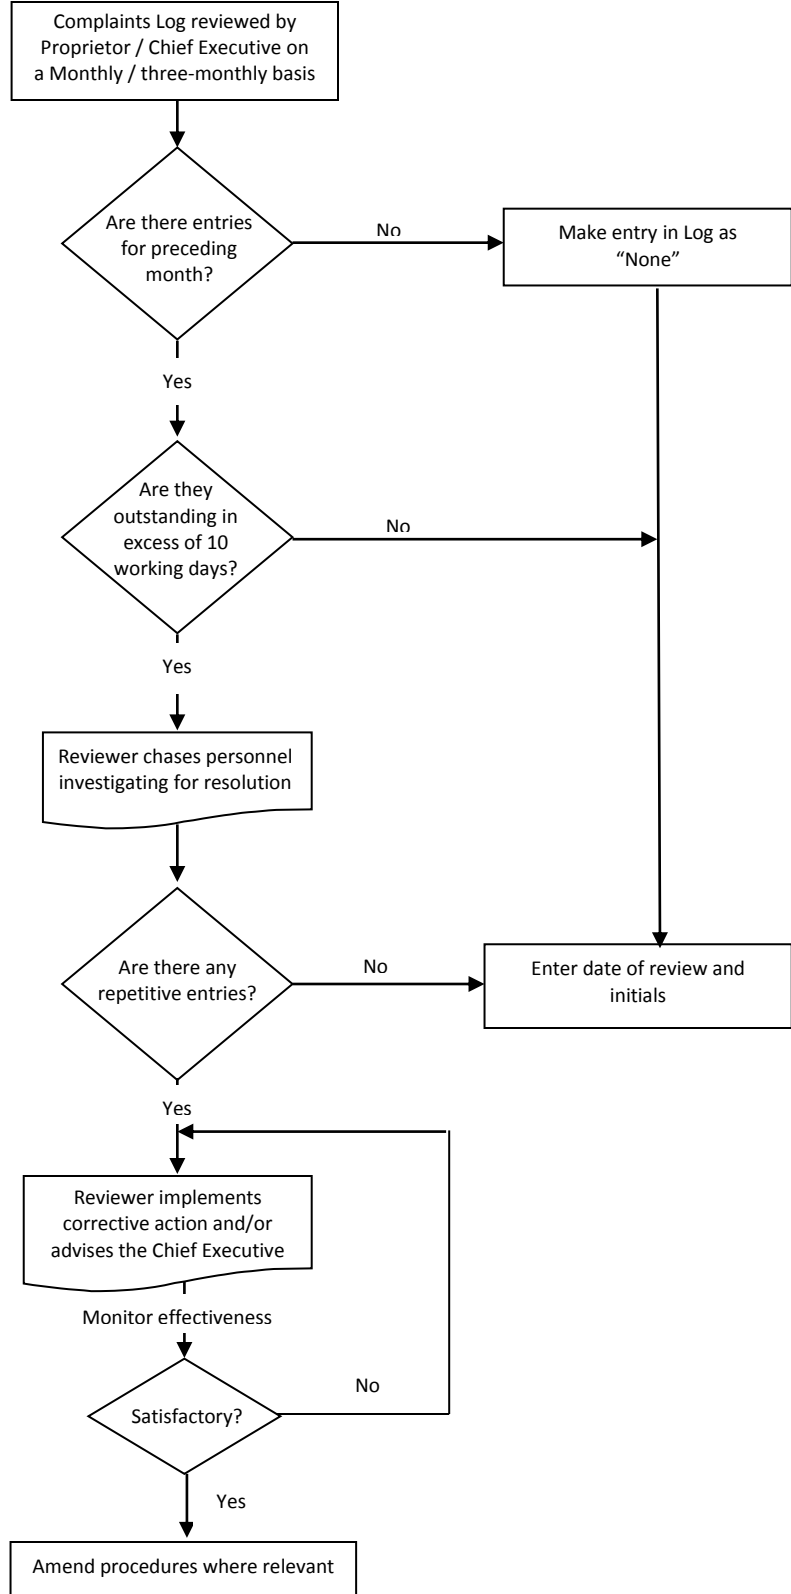 Complaints Log reviewed by
Proprietor / Chief Executive on
a Monthly / three-monthly basis
Are there entries
for preceding
month?
No
Make entry in Log as
“None”
Yes
Are they
outstanding in
excess of 10
working days?
No
Yes
Reviewer chases personnel
investigating for resolution
Are there any
repetitive entries?
No
Enter date of review and
initials
Yes
Reviewer implements
corrective action and/or
advises the Chief Executive
Monitor effectiveness
Satisfactory?
No
Yes
Amend procedures where relevant